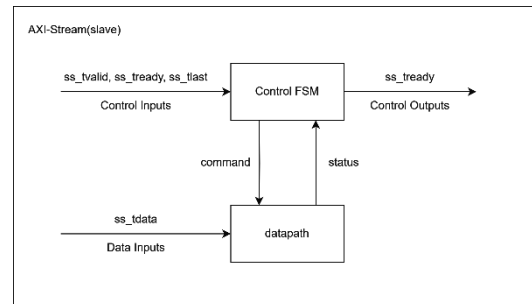 AXI-Stream(slave)
ss_tvalid, ss_tready, ss_tlast
Control Inputs
Control FSM
ss_tready
Control Outputs
command
status
ss_tdata
Data Inputs
datapath